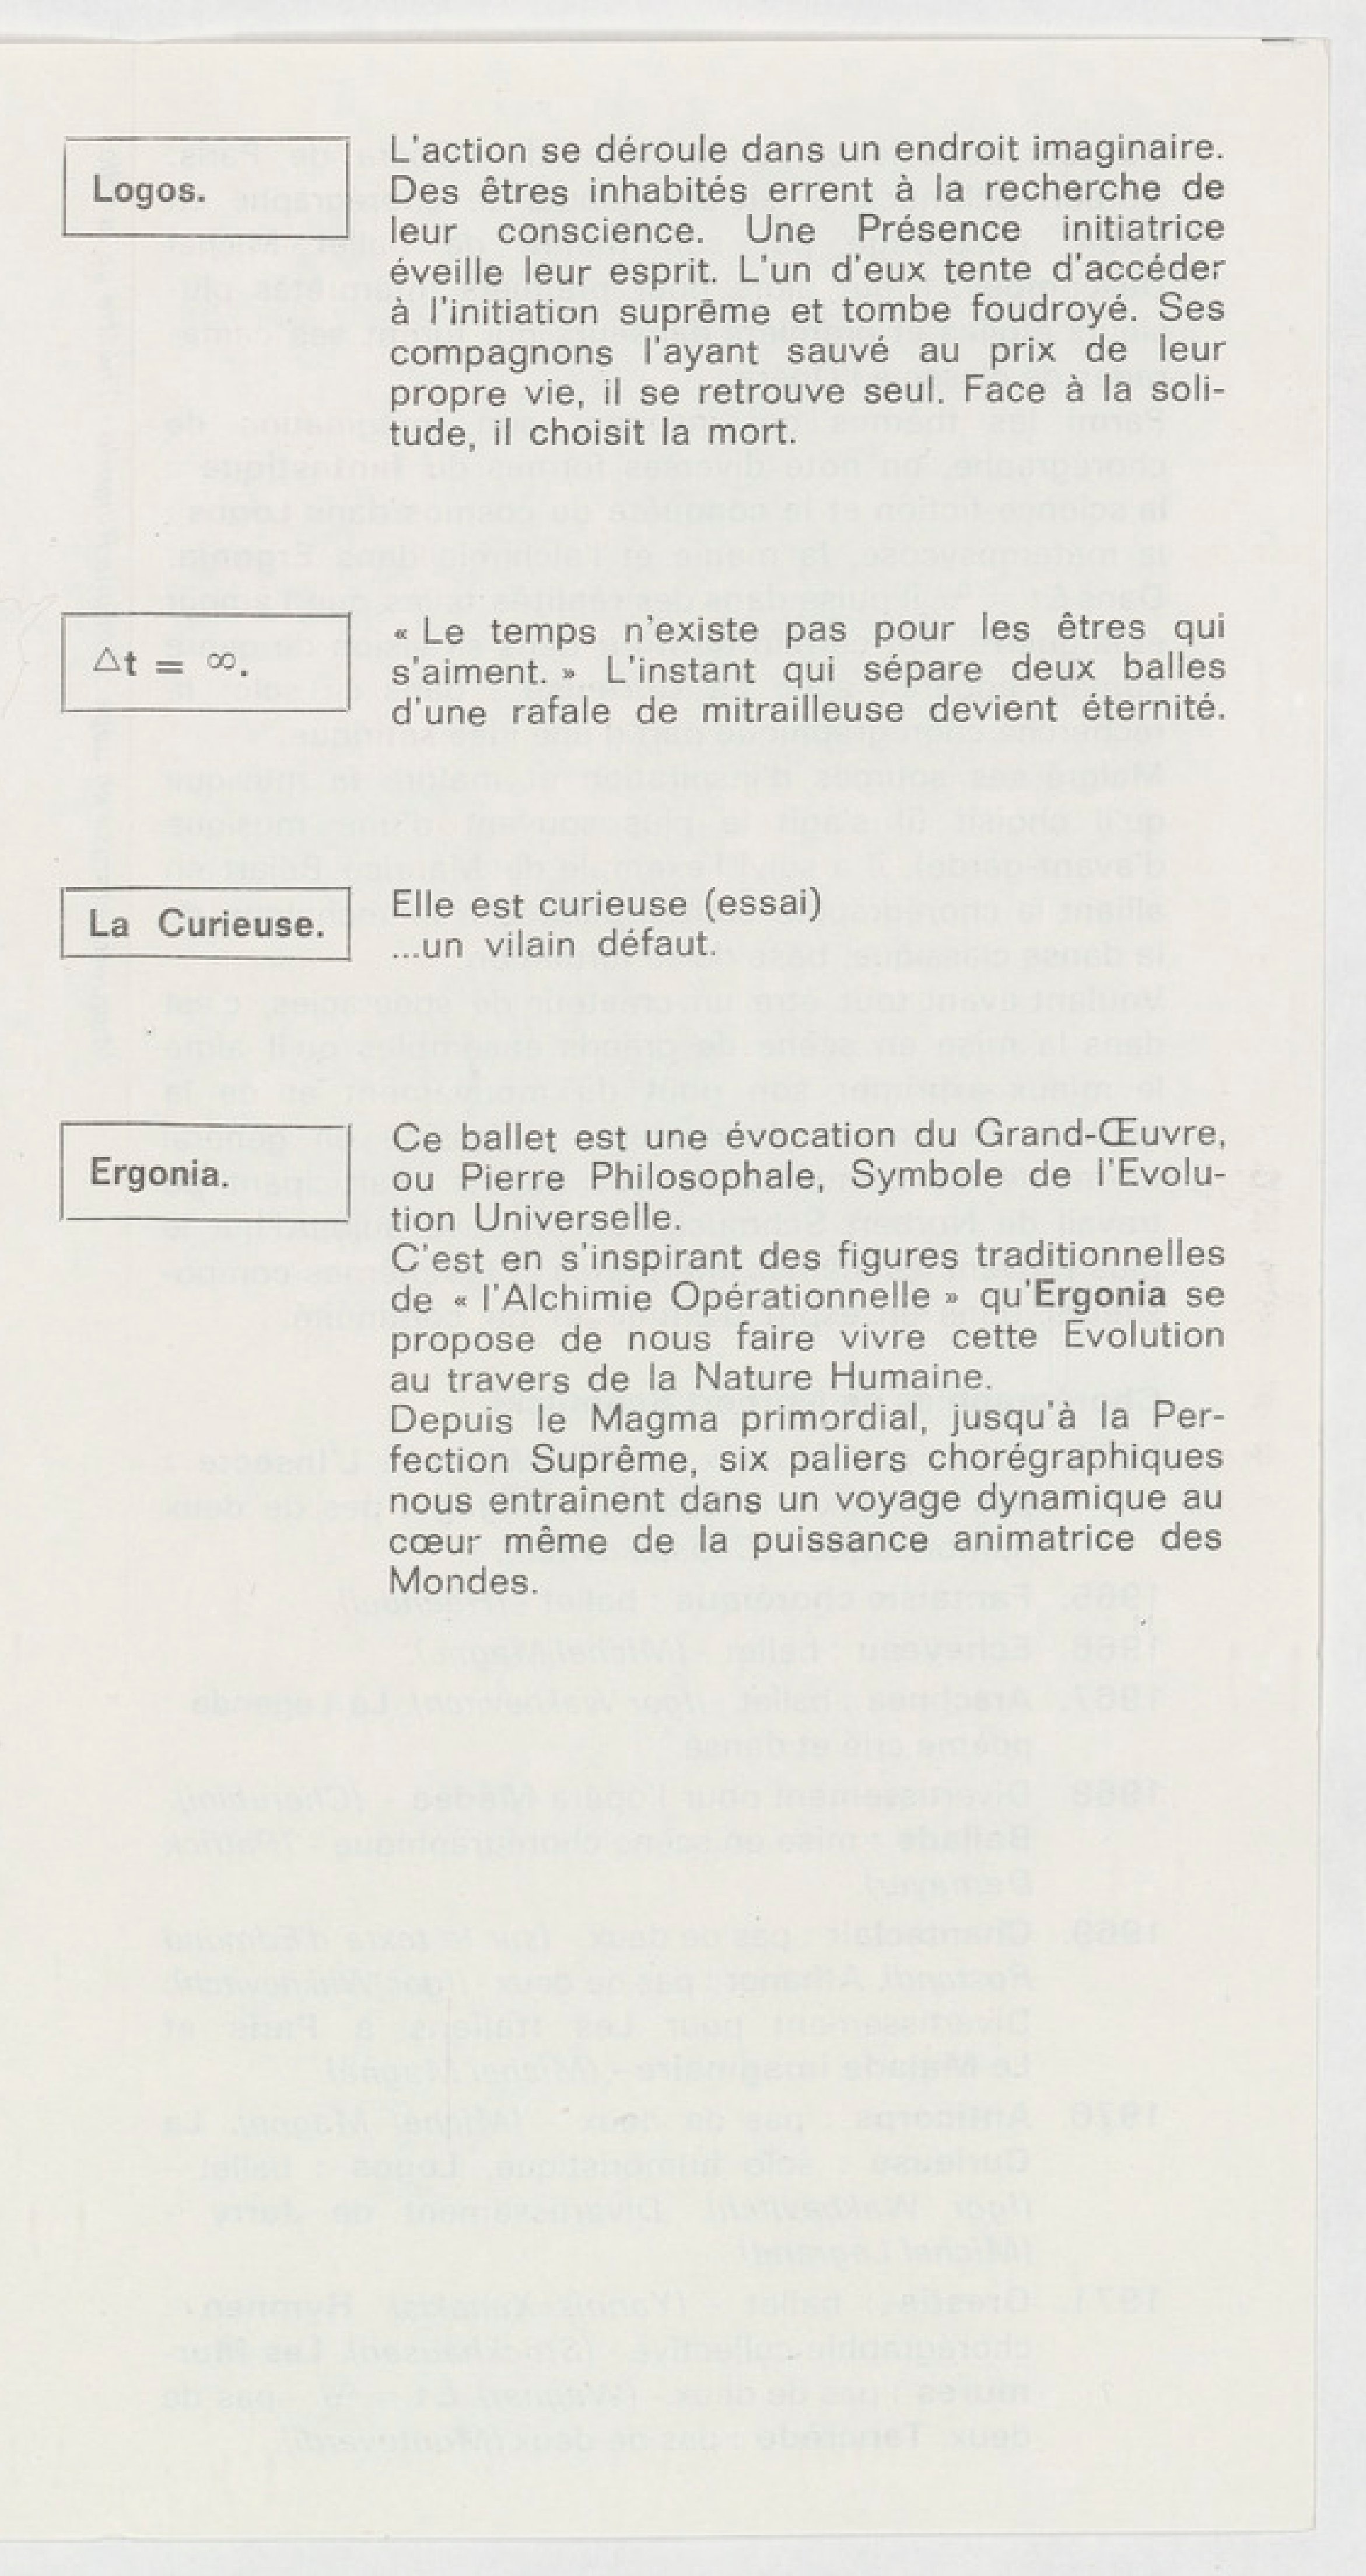 Logos.
L'action se déroule dans un endroit imaginaire.
Des êtres inhabités errent à la recherche de
leur conscience. Une Présence initiatrice
éveille leur esprit. L'un d'eux tente d'accéder
à l'initiation suprême et tombe foudroyé. Ses
compagnons l'ayant sauvé au prix de leur
propre vie, il se retrouve seul. Face à la soli-
tude, il choisit la mort.
△t = ∞.
« Le temps n'existe pas pour les êtres qui
s'aiment. » L'instant qui sépare deux balles
d'une rafale de mitrailleuse devient éternité.
La Curieuse.
Elle est curieuse (essai)
...un vilain défaut.
Ergonia.
Ce ballet est une évocation du Grand-Œuvre,
ou Pierre Philosophale, Symbole de l'Evolu-
tion Universelle.
C'est en s'inspirant des figures traditionnelles
de « l'Alchimie Opérationnelle » qu'Ergonia se
propose de nous faire vivre cette Evolution
au travers de la Nature Humaine.
Depuis le Magma primordial, jusqu'à la Per-
fection Suprême, six paliers chorégraphiques
nous entraînent dans un voyage dynamique au
cœur même de la puissance animatrice des
Mondes.